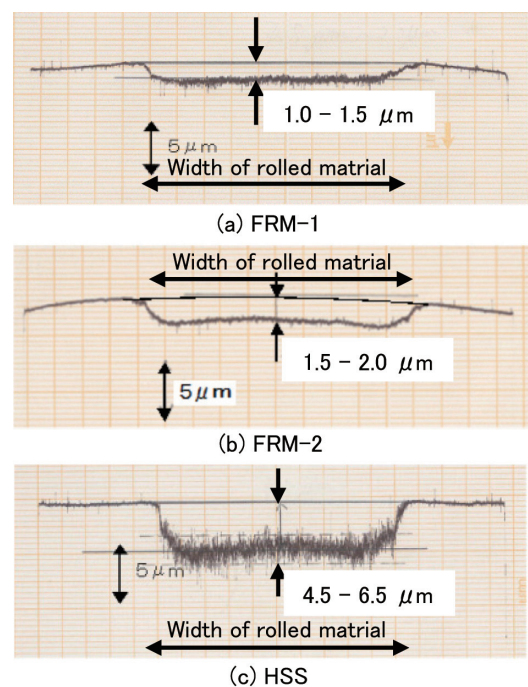 1.0 - 1.5 μm
5μm
Width of rolled matrial
(a) FRM-1
Width of rolled matrial
1.5 - 2.0 μm
5μm
(b) FRM-2
5μm
4.5 - 6.5 μm
Width of rolled matrial
(c) HSS